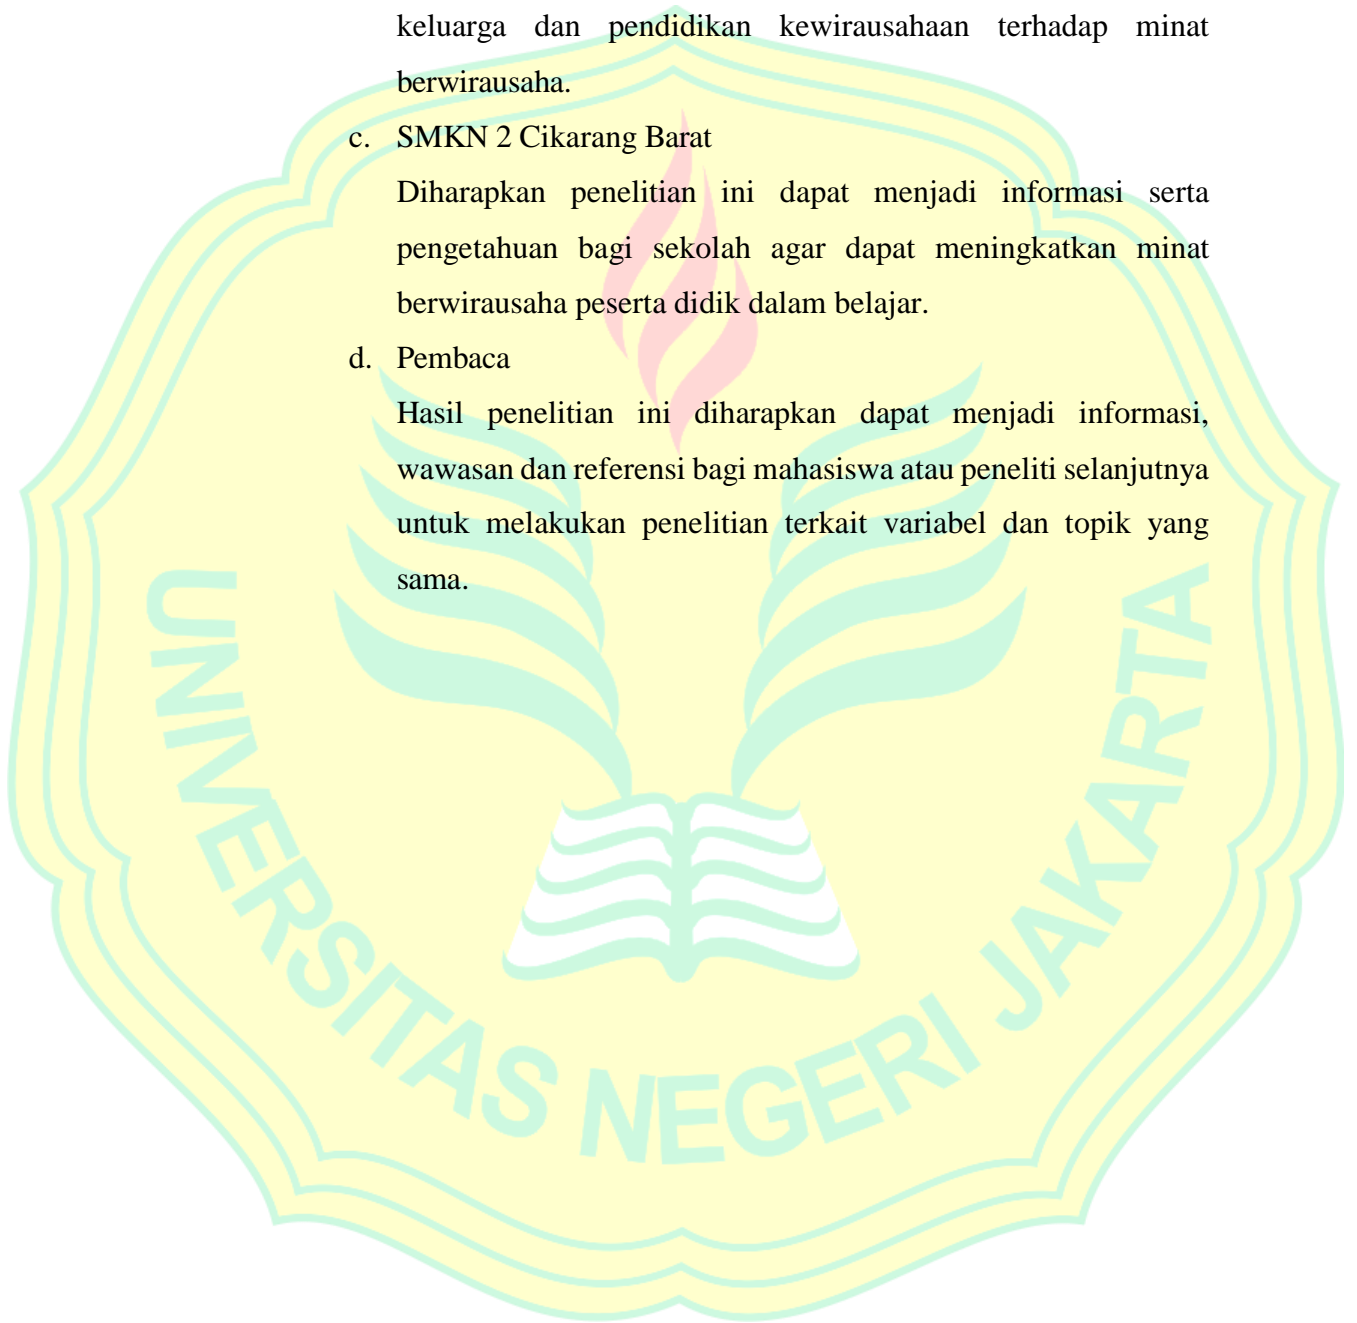 keluarga dan pendidikan kewirausahaan terhadap minat
berwirausaha.
c. SMKN 2 Cikarang Barat
Diharapkan penelitian ini dapat menjadi informasi serta
pengetahuan bagi sekolah agar dapat meningkatkan minat
berwirausaha peserta didik dalam belajar.
d. Pembaca
Hasil penelitian ini diharapkan dapat menjadi informasi,
wawasan dan referensi bagi mahasiswa atau peneliti selanjutnya
untuk melakukan penelitian terkait variabel dan topik yang
sama.
UNIVERSITAS NEGERI JAKARTA